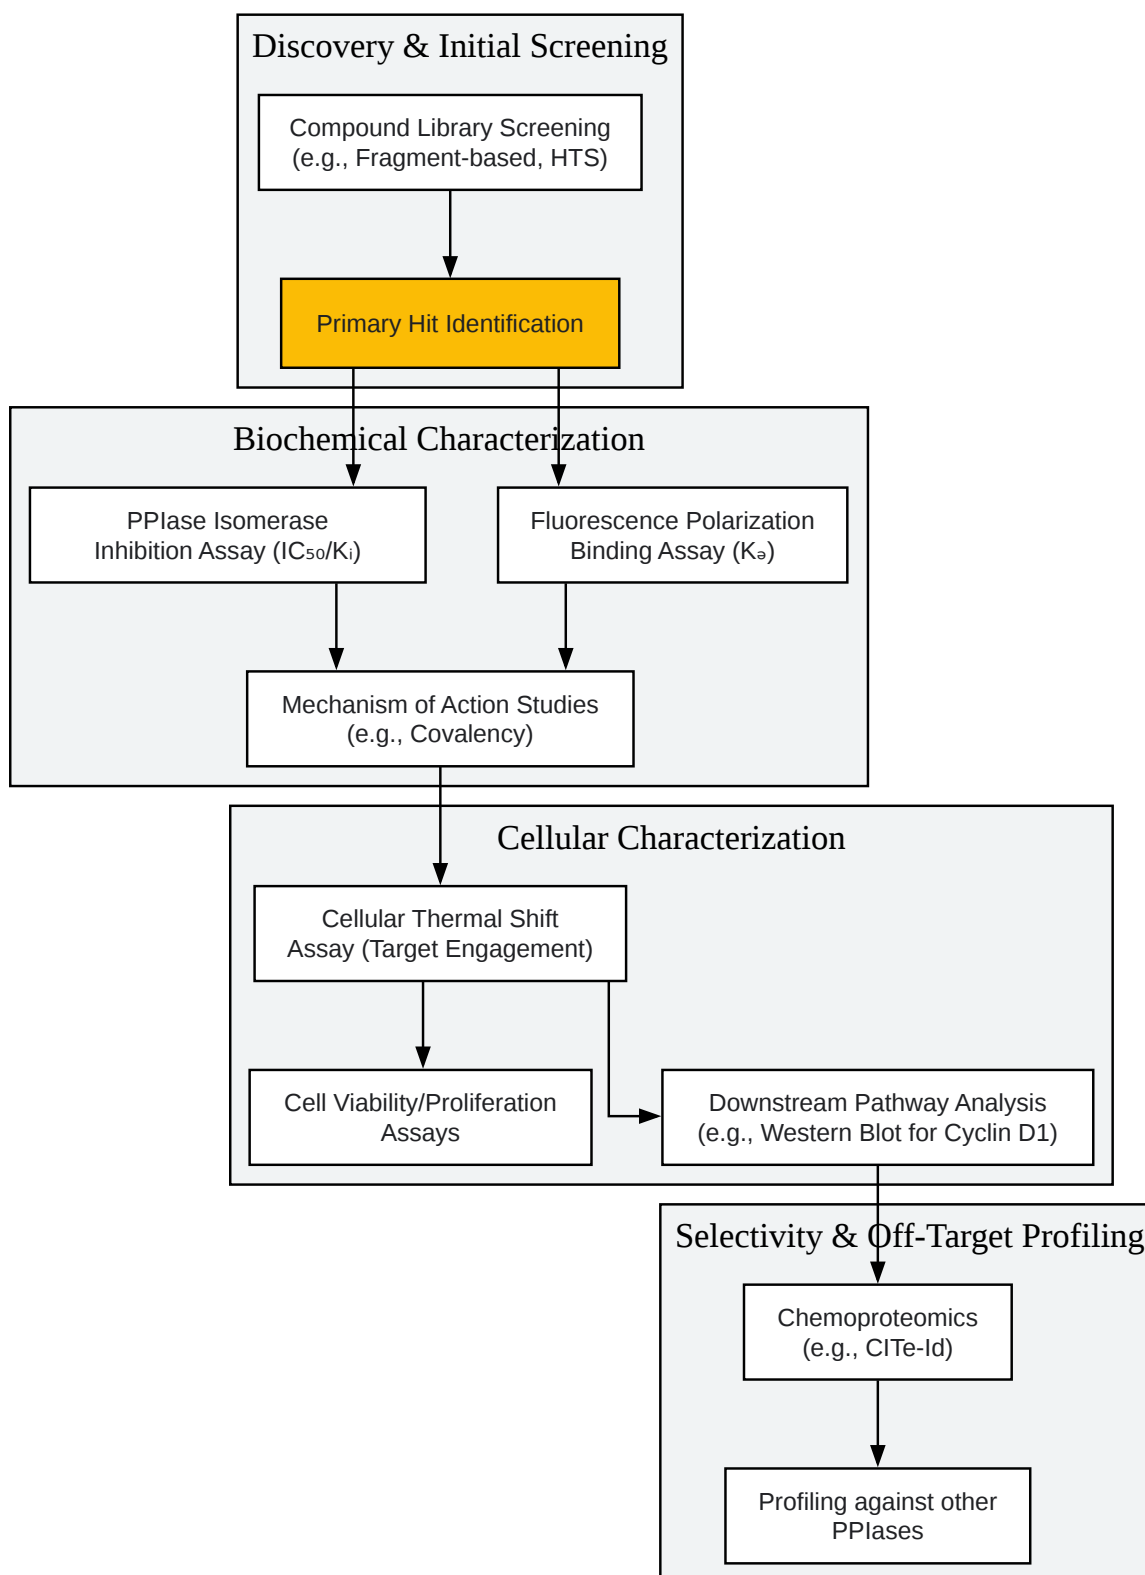 Discovery & Initial Screening
Compound Library Screening
(e.g., Fragment-based, HTS)
Primary Hit Identification
Biochemical Characterization
PPIase Isomerase
Inhibition Assay (IC₅₀/Kᵢ)
Fluorescence Polarization
Binding Assay (Kₔ)
Mechanism of Action Studies
(e.g., Covalency)
Cellular Characterization
Cellular Thermal Shift
Assay (Target Engagement)
Cell Viability/Proliferation
Assays
Downstream Pathway Analysis
(e.g., Western Blot for Cyclin D1)
Selectivity & Off-Target Profiling
Chemoproteomics
(e.g., CITe-Id)
Profiling against other
PPIases